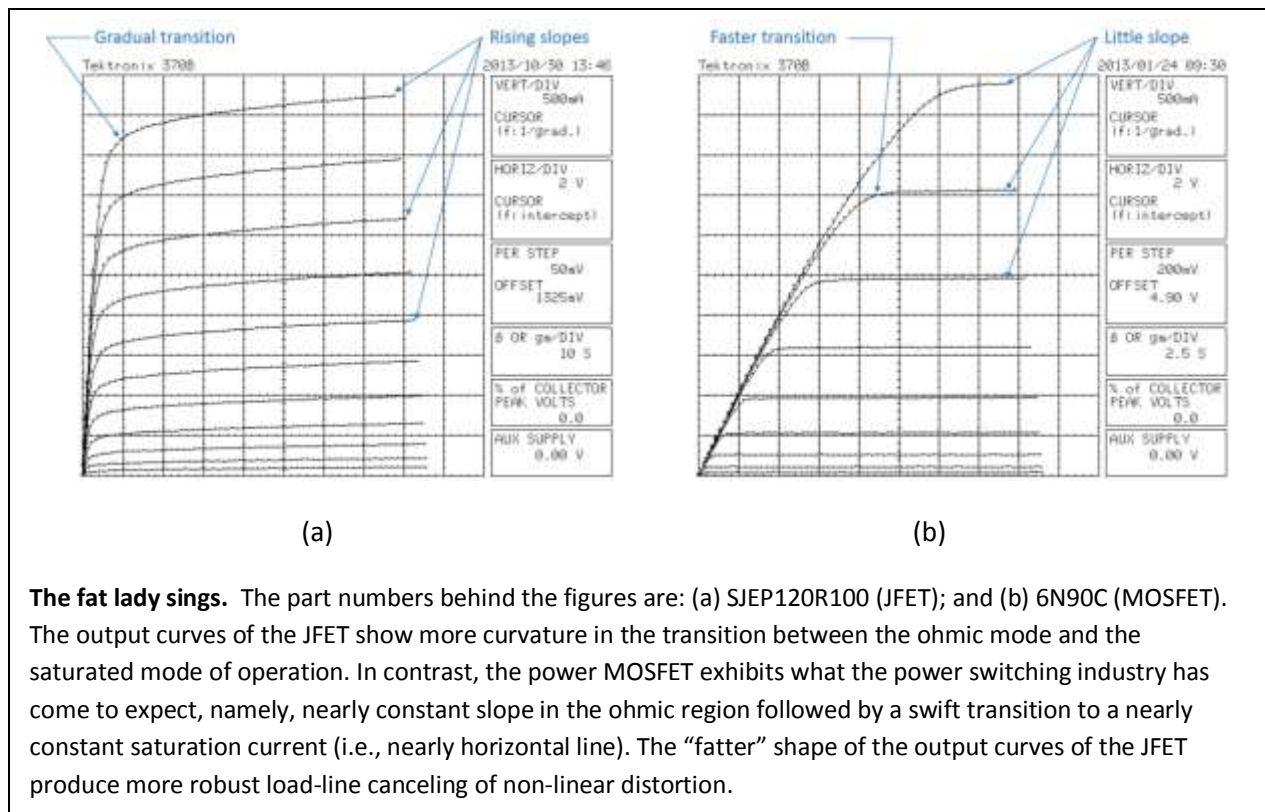 Gradual transition
Rising slopes
Tektronix 370B
2013/10/30 13:46
VERT/DIV
500mA
CURSOR
(f:1/grad.)
HORIZ/DIV
2 V
CURSOR
(f:intercept)
PER STEP
50mV
OFFSET
1325mV
β OR gm/DIV
10 S
% of COLLECTOR
PEAK VOLTS
0.0
AUX SUPPLY
0.00 V
(a)
Faster transition
Little slope
Tektronix 370B
2013/01/24 09:30
VERT/DIV
500mA
CURSOR
(f:1/grad.)
HORIZ/DIV
2 V
CURSOR
(f:intercept)
PER STEP
200mV
OFFSET
4.90 V
β OR gm/DIV
2.5 S
% of COLLECTOR
PEAK VOLTS
0.0
AUX SUPPLY
0.00 V
(b)
The fat lady sings. The part numbers behind the figures are: (a) SJEP120R100 (JFET); and (b) 6N90C (MOSFET).
The output curves of the JFET show more curvature in the transition between the ohmic mode and the
saturated mode of operation. In contrast, the power MOSFET exhibits what the power switching industry has
come to expect, namely, nearly constant slope in the ohmic region followed by a swift transition to a nearly
constant saturation current (i.e., nearly horizontal line). The “fatter” shape of the output curves of the JFET
produce more robust load-line canceling of non-linear distortion.